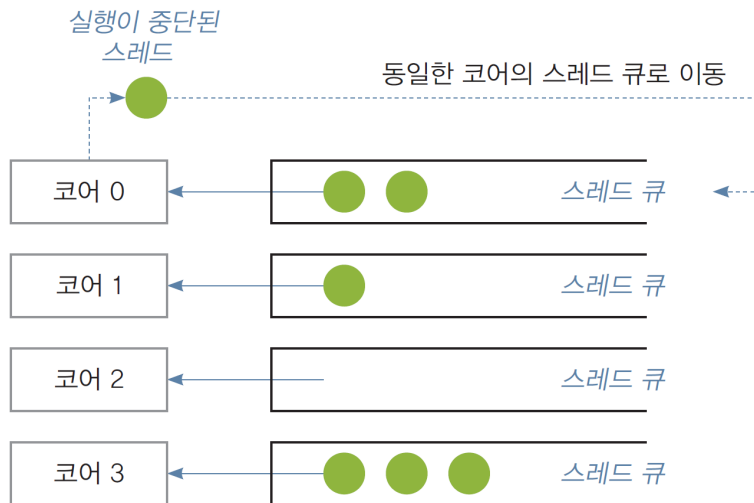 실행이 중단된
스레드
동일한 코어의 스레드 큐로 이동
코어 0
스레드 큐
코어 1
스레드 큐
코어 2
스레드 큐
코어 3
스레드 큐